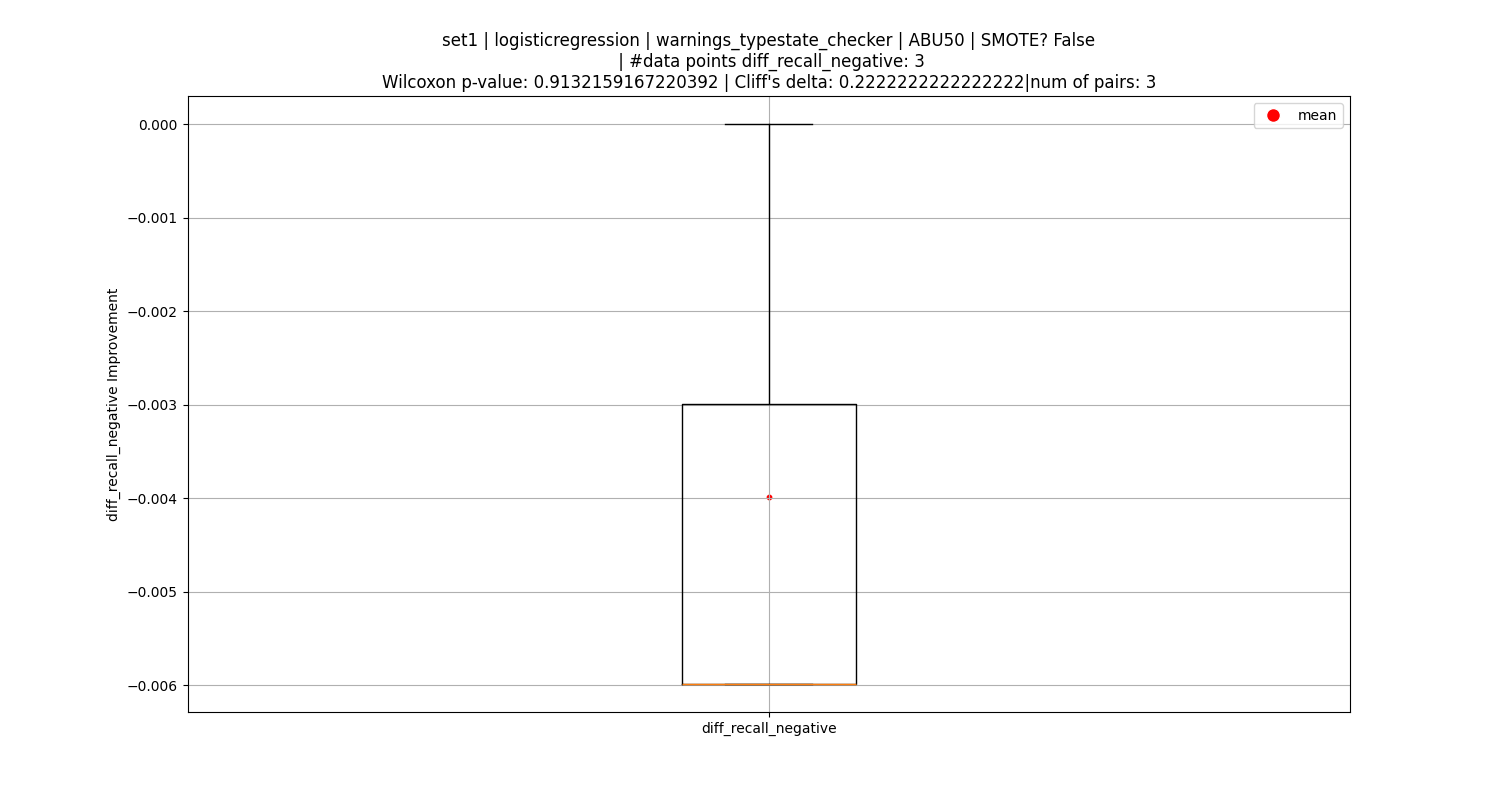 set1 | logisticregression | warnings_typestate_checker | ABU50 | SMOTE? False
| #data points diff_recall_negative: 3
Wilcoxon p-value: 0.9132159167220392 | Cliff's delta: 0.2222222222222222|num of pairs: 3
mean
0.000
−0.001
−0.002
−0.003
−0.004
−0.005
−0.006
diff_recall_negative Improvement
diff_recall_negative